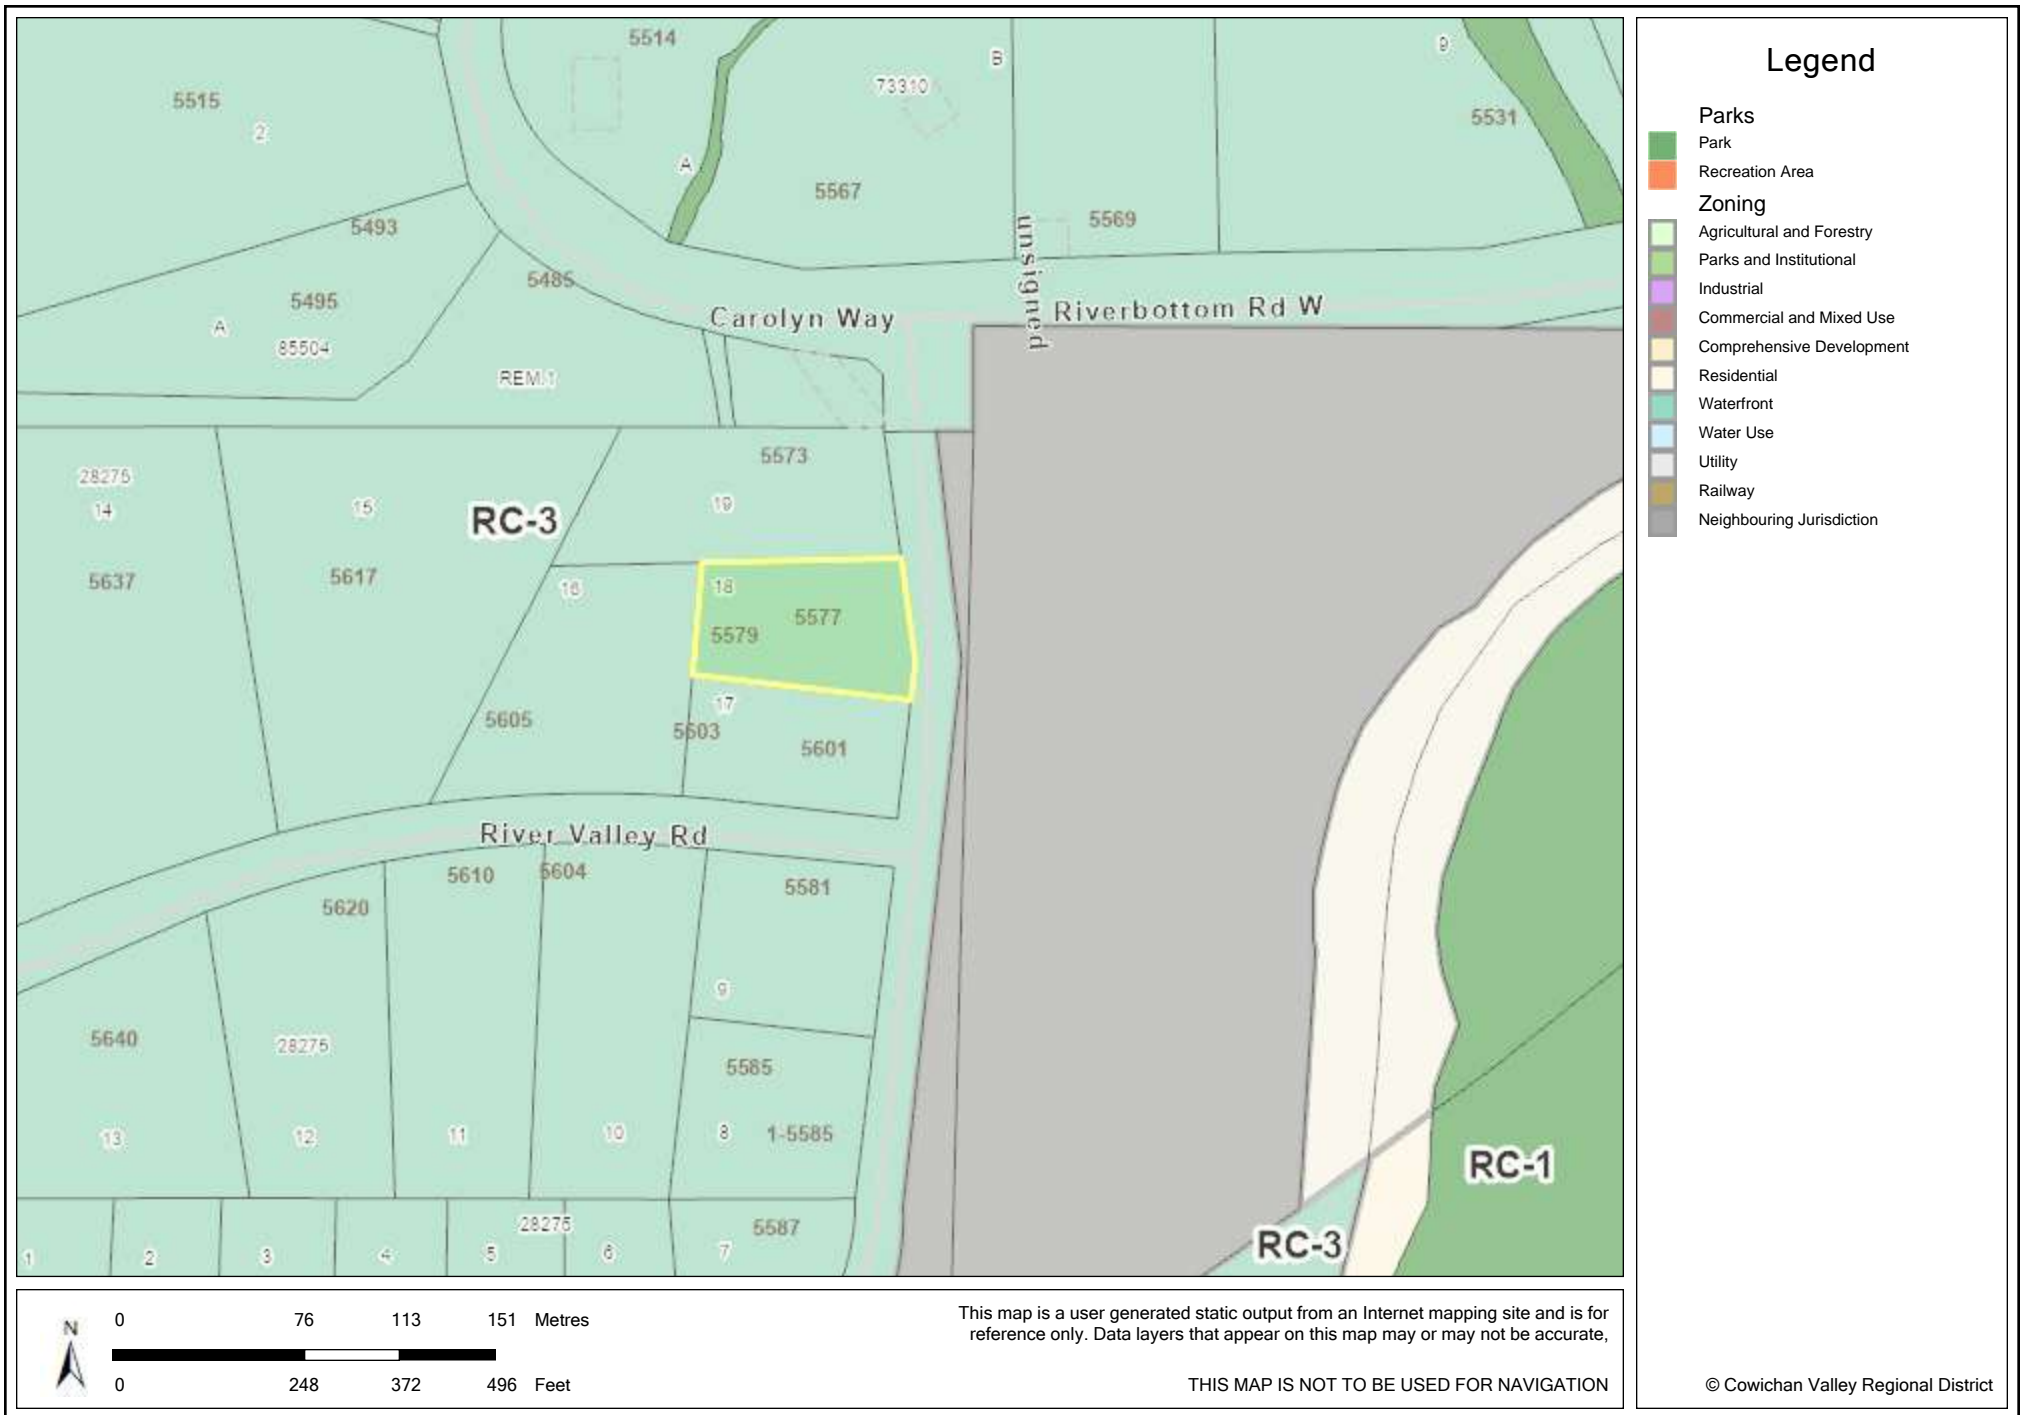 5514
B
9
5515
2
73310
5531
A
5567
5493
5569
unsigned
5485
5495
A
85504
Carolyn Way
Riverbottom Rd W
REM.1
5573
28275
14
15
RC-3
19
5637
5617
16
18
5577
5579
17
5605
5603
5601
River Valley Rd
5610
5604
5581
5620
9
5640
28275
5585
13
12
11
10
8
1-5585
RC-1
28275
5587
RC-3
1
2
3
4
5
6
7
Legend
Parks
Park
Recreation Area
Zoning
Agricultural and Forestry
Parks and Institutional
Industrial
Commercial and Mixed Use
Comprehensive Development
Residential
Waterfront
Water Use
Utility
Railway
Neighbouring Jurisdiction
N
0 76 113 151 Metres
0 248 372 496 Feet
This map is a user generated static output from an Internet mapping site and is for
reference only. Data layers that appear on this map may or may not be accurate,
THIS MAP IS NOT TO BE USED FOR NAVIGATION
© Cowichan Valley Regional District